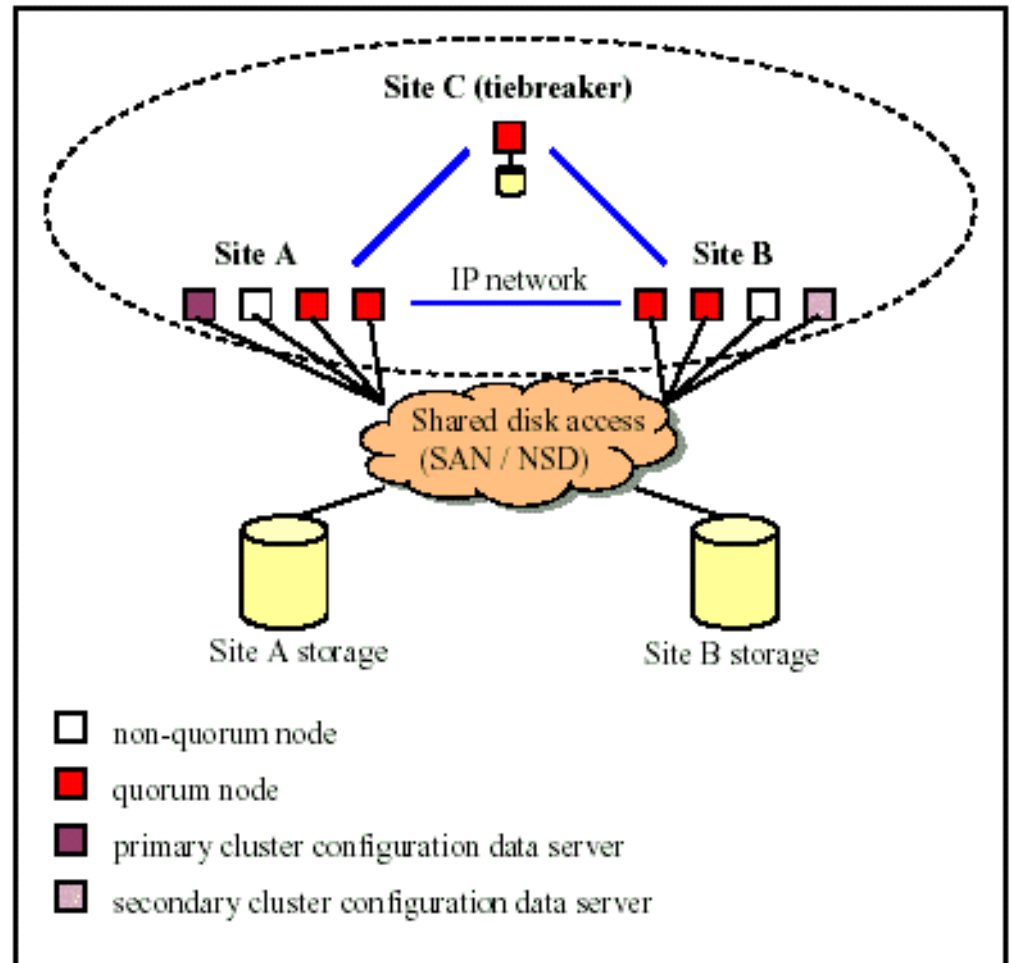 Site C (tiebreaker)
Site A
Site B
IP network
Shared disk access
(SAN / NSD)
Site A storage
Site B storage
non-quorum node
quorum node
primary cluster configuration data server
secondary cluster configuration data server